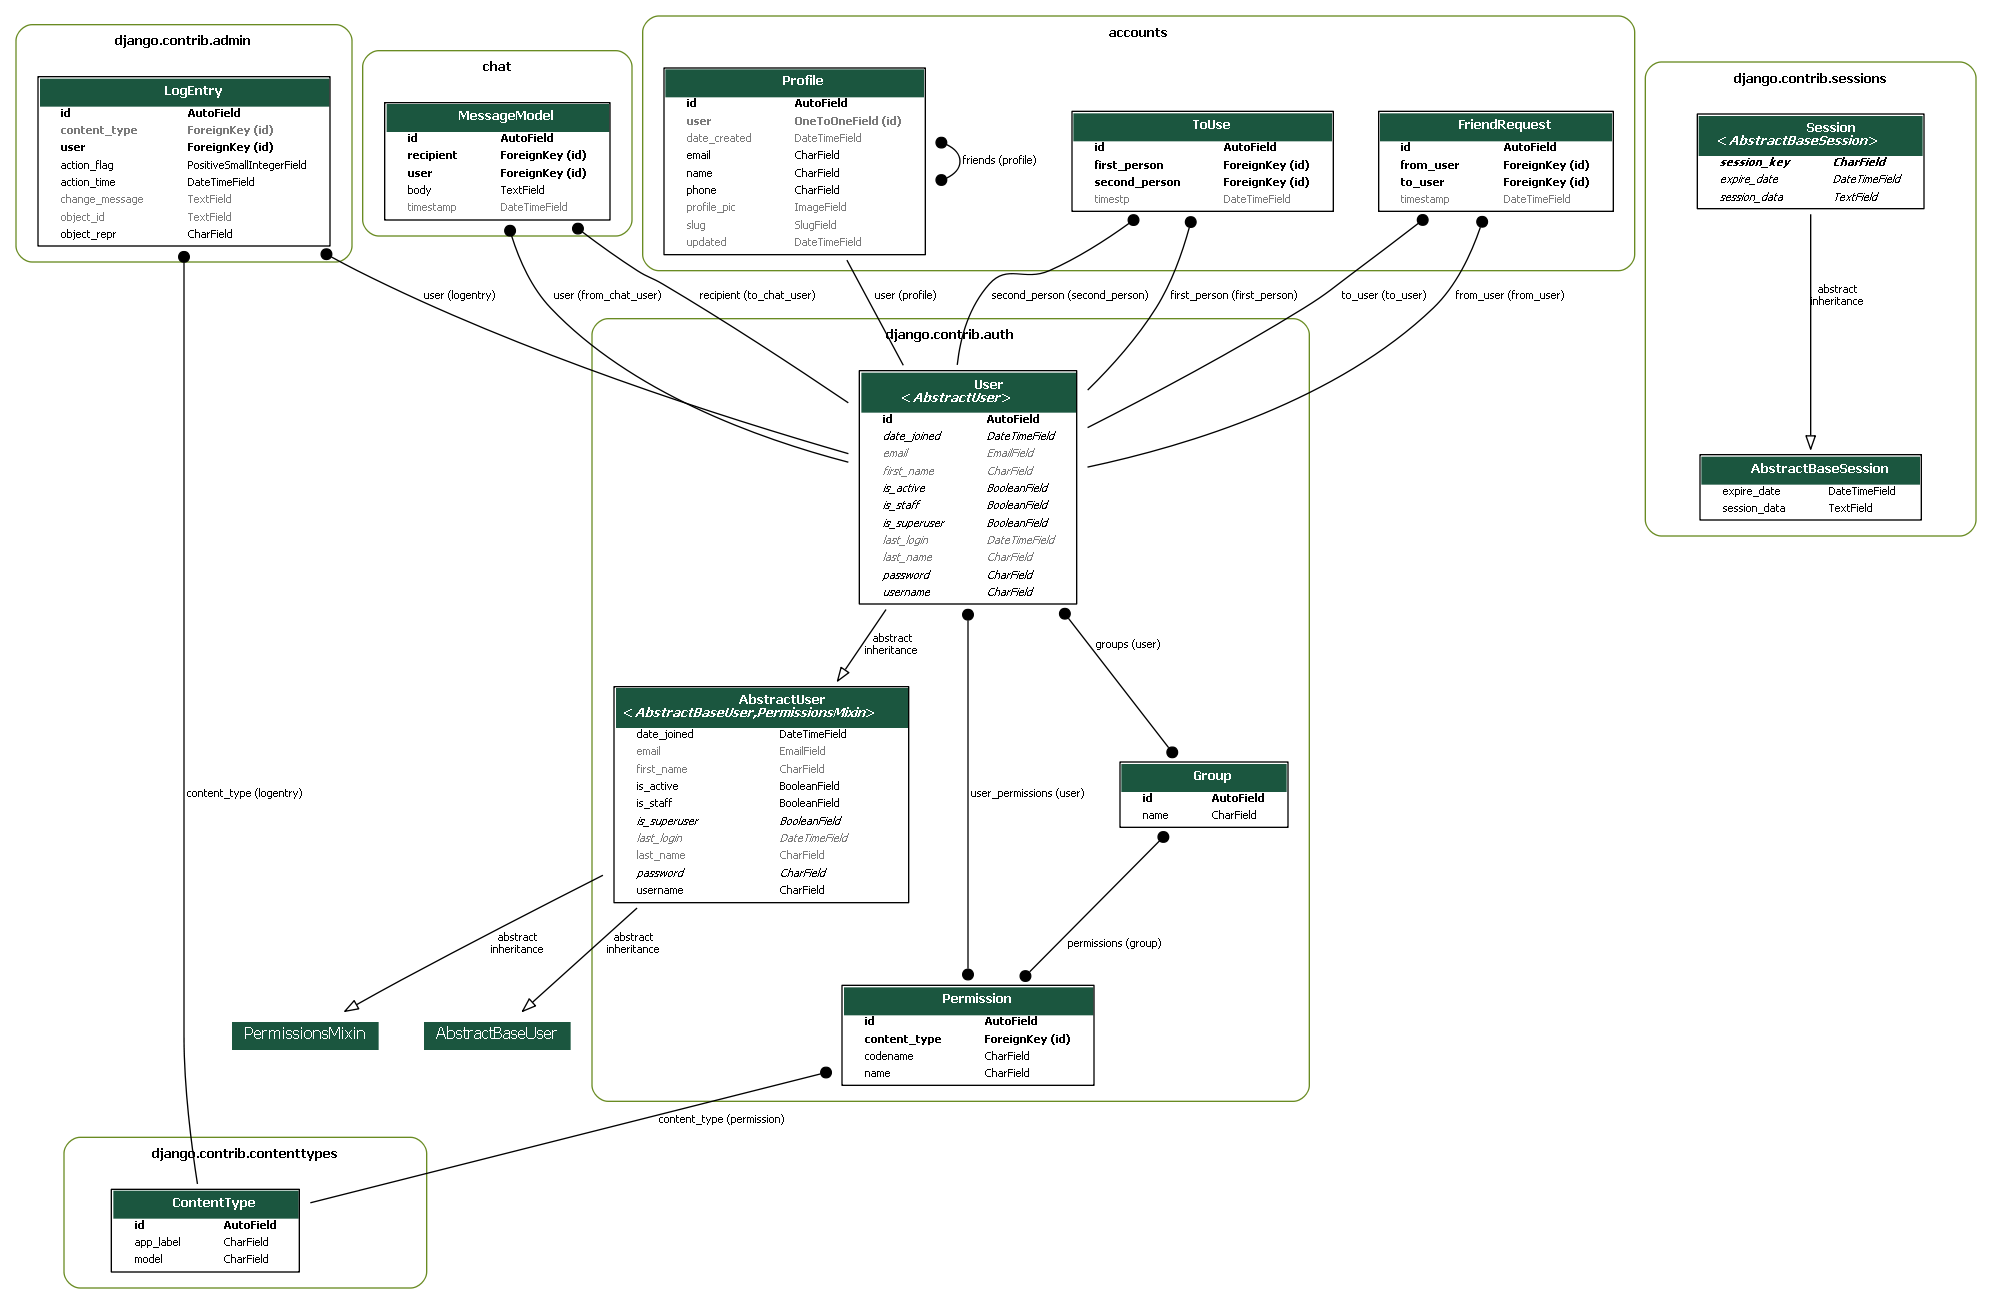 django.contrib.admin
LogEntry
id AutoField
content_type ForeignKey (id)
user ForeignKey (id)
action_flag PositiveSmallIntegerField
action_time DateTimeField
change_message TextField
object_id TextField
object_repr CharField
chat
MessageModel
id AutoField
recipient ForeignKey (id)
user ForeignKey (id)
body TextField
timestamp DateTimeField
accounts
Profile
id AutoField
user OneToOneField (id)
date_created DateTimeField
email CharField
name CharField
phone CharField
profile_pic ImageField
slug SlugField
updated DateTimeField
friends (profile)
ToUse
id AutoField
first_person ForeignKey (id)
second_person ForeignKey (id)
timestp DateTimeField
FriendRequest
id AutoField
from_user ForeignKey (id)
to_user ForeignKey (id)
timestamp DateTimeField
django.contrib.sessions
Session
<AbstractBaseSession>
session_key CharField
expire_date DateTimeField
session_data TextField
abstract
inheritance
AbstractBaseSession
expire_date DateTimeField
session_data TextField
user (logentry)
user (from_chat_user)
recipient (to_chat_user)
user (profile)
second_person (second_person)
first_person (first_person)
to_user (to_user)
from_user (from_user)
django.contrib.auth
User
<AbstractUser>
id AutoField
date_joined DateTimeField
email EmailField
first_name CharField
is_active BooleanField
is_staff BooleanField
is_superuser BooleanField
last_login DateTimeField
last_name CharField
password CharField
username CharField
abstract
inheritance
groups (user)
AbstractUser
<AbstractBaseUser,PermissionsMixin>
date_joined DateTimeField
email EmailField
first_name CharField
is_active BooleanField
is_staff BooleanField
is_superuser BooleanField
last_login DateTimeField
last_name CharField
password CharField
username CharField
content_type (logentry)
user_permissions (user)
Group
id AutoField
name CharField
abstract
inheritance
abstract
inheritance
permissions (group)
PermissionsMixin
AbstractBaseUser
Permission
id AutoField
content_type ForeignKey (id)
codename CharField
name CharField
content_type (permission)
django.contrib.contenttypes
ContentType
id AutoField
app_label CharField
model CharField